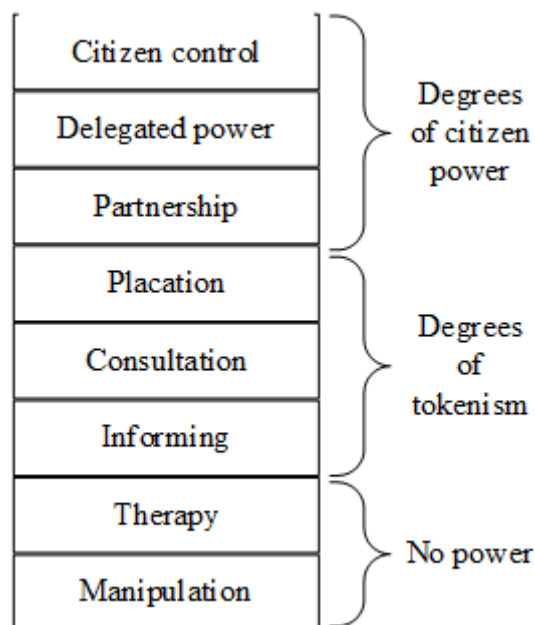 Citizen control
Delegated power
Partnership
Placation
Consultation
Informing
Therapy
Manipulation
Degrees
of citizen
power
Degrees
of
tokenism
No power